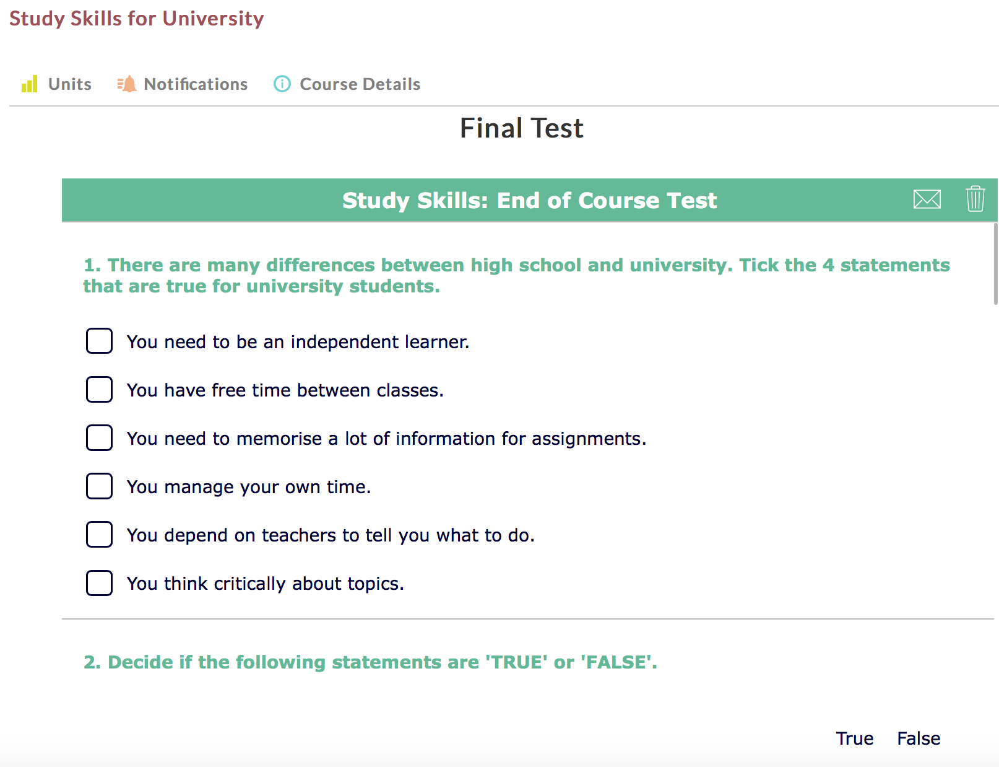 Study Skills for University
Units Notifications Course Details
Final Test
Study Skills: End of Course Test
1. There are many differences between high school and university. Tick the 4 statements
that are true for university students.
You need to be an independent learner.
You have free time between classes.
You need to memorise a lot of information for assignments.
You manage your own time.
You depend on teachers to tell you what to do.
You think critically about topics.
2. Decide if the following statements are 'TRUE' or 'FALSE'.
True False